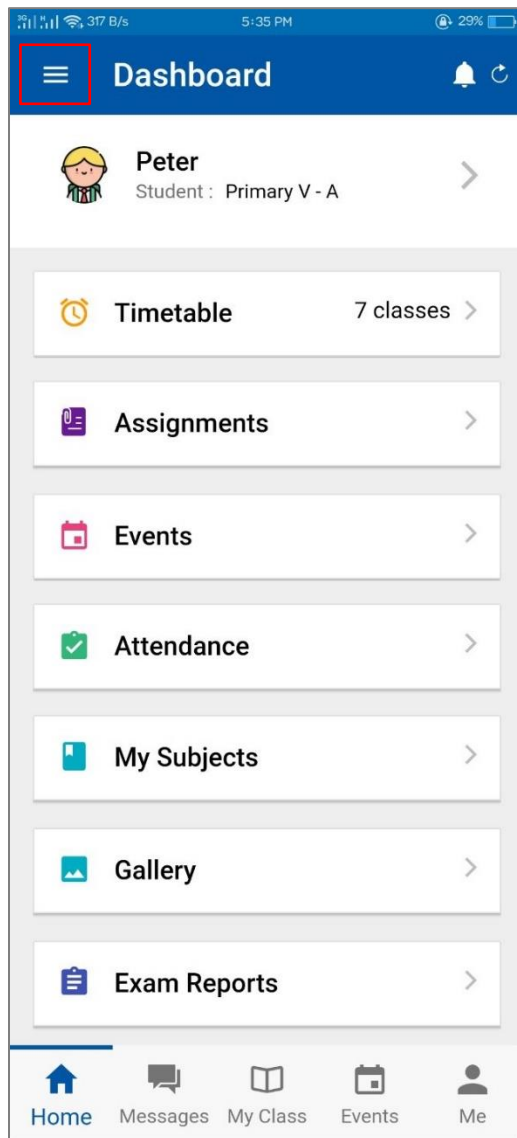 317 B/s 5:35 PM 29%
Dashboard
Peter
Student : Primary V - A
Timetable 7 classes
Assignments
Events
Attendance
My Subjects
Gallery
Exam Reports
Home Messages My Class Events Me